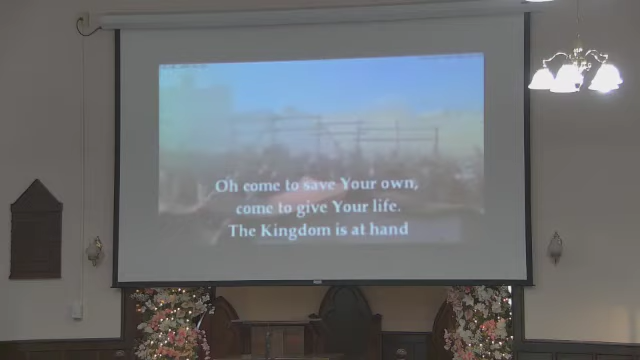 Oh come to save Your own,
come to give Your life.
The Kingdom is at hand